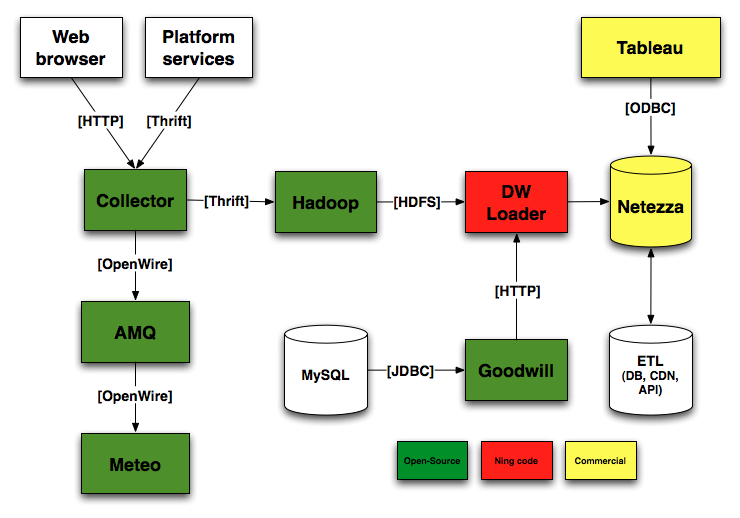 Web
browser
Platform
services
Tableau
[HTTP]
[Thrift]
[ODBC]
Collector
[Thrift]
Hadoop
[HDFS]
DW
Loader
Netezza
[OpenWire]
[HTTP]
AMQ
MySQL
[JDBC]
Goodwill
ETL
(DB, CDN,
API)
[OpenWire]
Meteo
Open-Source
Ning code
Commercial